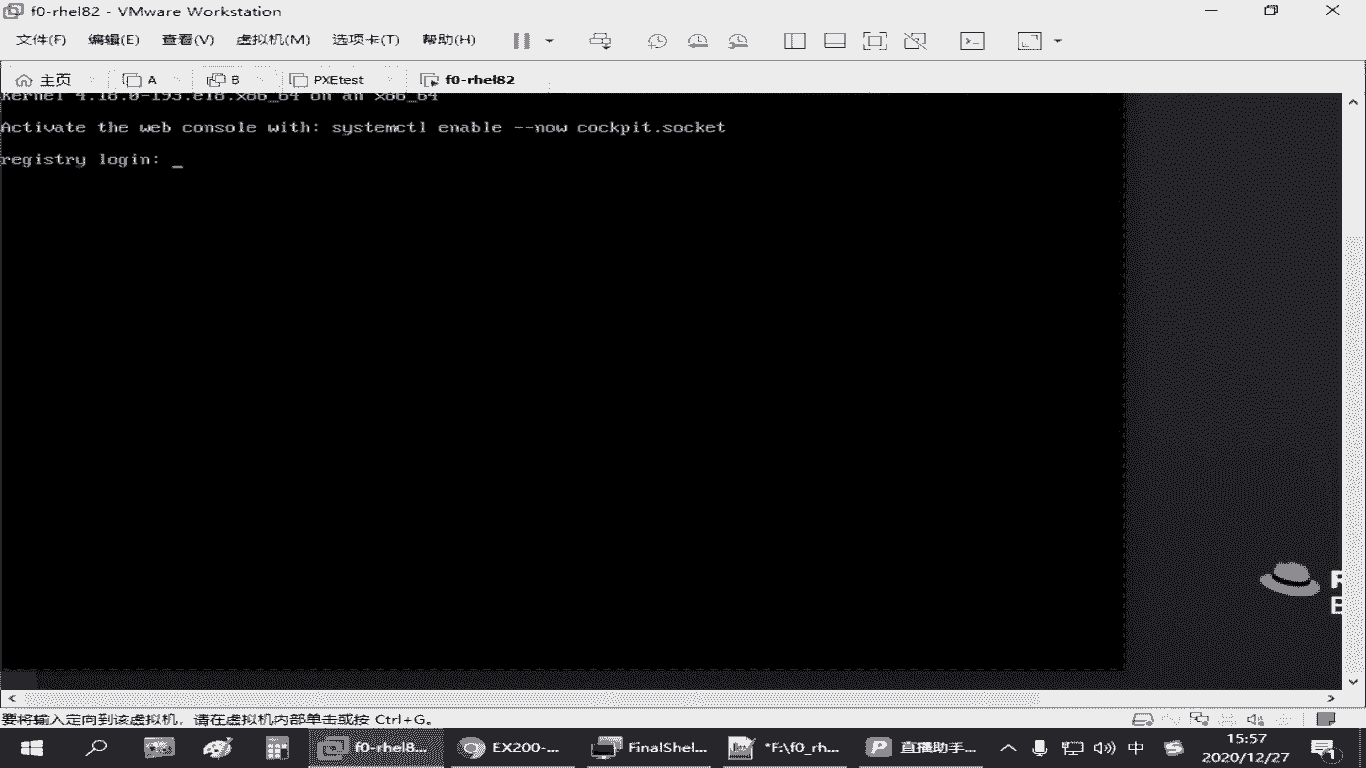 f0-rhel82 - VMware Workstation
文件(F) 编辑(E) 查看(V) 虚拟机(M) 选项卡(T) 帮助(H)
主页 A B PXEtest f0-rhel82
Kernel 4.18.0-193.el8.x86_64 on an x86_64
Activate the web console with: systemctl enable --now cockpit.socket
registry login: _
要将输入定向到该虚拟机，请在虚拟机内部单击或按 Ctrl+G。
f0-rhel8... EX200-... FinalShel... *F:\f0_rh... 直播助手... 中 15:57
2020/12/27